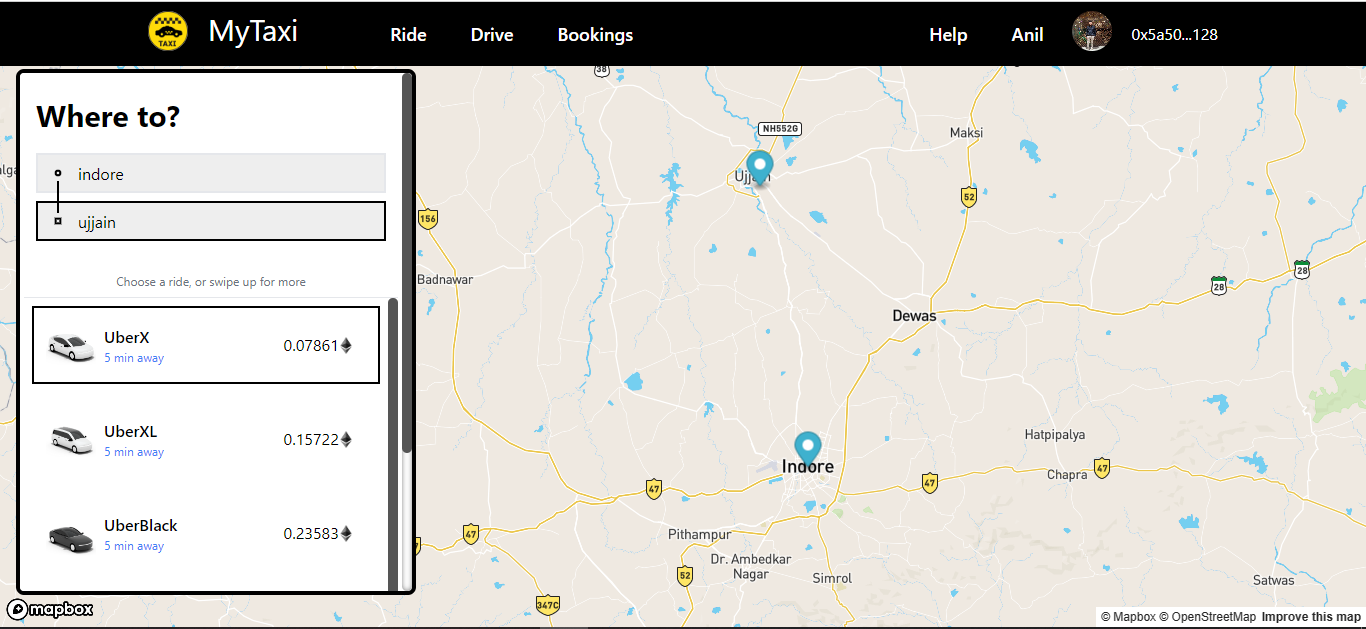 TAXI
MyTaxi
Ride
Drive
Bookings
Help
Anil
0x5a50...128
Where to?
indore
ujjain
Choose a ride, or swipe up for more
UberX
5 min away
0.07861
UberXL
5 min away
0.15722
UberBlack
5 min away
0.23583
38
NH552G
Maksi
Ujjain
52
156
Badnawar
28
28
Dewas
Hatpipalya
Indore
47
Chapra
47
47
47
Pithampur
Dr. Ambedkar
Nagar
52
Simrol
Satwas
347C
mapbox
© Mapbox © OpenStreetMap Improve this map